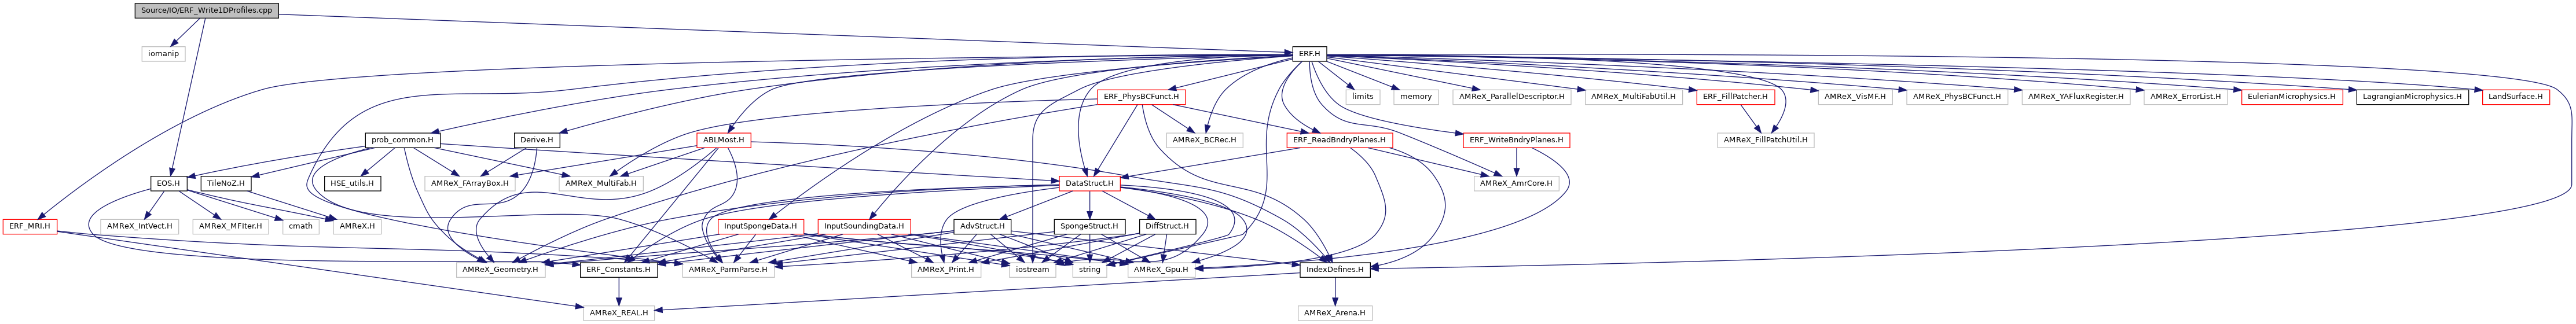 Source/IO/ERF_Write1DProfiles.cpp
iomanip
ERF.H
ERF_PhysBCFunct.H
limits
memory
AMReX_ParallelDescriptor.H
AMReX_MultiFabUtil.H
ERF_FillPatcher.H
AMReX_VisMF.H
AMReX_PhysBCFunct.H
AMReX_YAFluxRegister.H
AMReX_ErrorList.H
EulerianMicrophysics.H
LagrangianMicrophysics.H
LandSurface.H
prob_common.H
Derive.H
ABLMost.H
AMReX_BCRec.H
ERF_ReadBndryPlanes.H
ERF_WriteBndryPlanes.H
AMReX_FillPatchUtil.H
EOS.H
TileNoZ.H
HSE_utils.H
AMReX_FArrayBox.H
AMReX_MultiFab.H
DataStruct.H
AMReX_AmrCore.H
ERF_MRI.H
AMReX_IntVect.H
AMReX_MFIter.H
cmath
AMReX.H
InputSpongeData.H
InputSoundingData.H
AdvStruct.H
SpongeStruct.H
DiffStruct.H
AMReX_Geometry.H
ERF_Constants.H
AMReX_ParmParse.H
AMReX_Print.H
iostream
string
AMReX_Gpu.H
IndexDefines.H
AMReX_REAL.H
AMReX_Arena.H